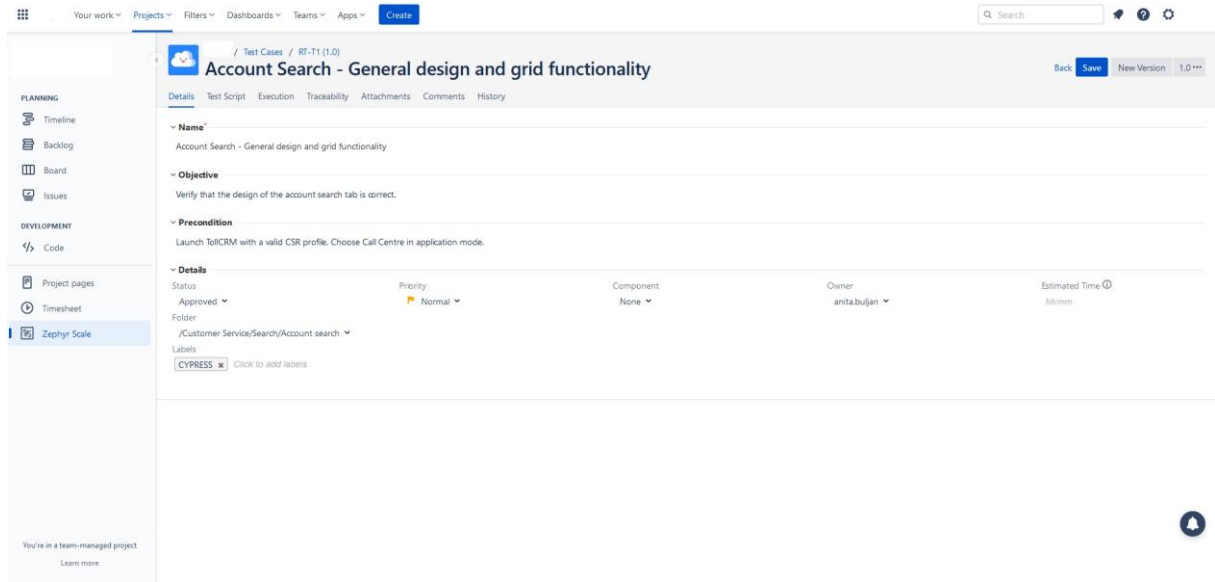 Your work Projects Filters Dashboards Teams Apps Create Search
/ Test Cases / RT-T1 (1.0)
Account Search - General design and grid functionality
Back Save New Version 1.0
Details Test Script Execution Traceability Attachments Comments History
PLANNING
Timeline
Backlog
Board
Issues
DEVELOPMENT
Code
Project pages
Timesheet
Zephyr Scale
You're in a team-managed project
Learn more
Name*
Account Search - General design and grid functionality
Objective
Verify that the design of the account search tab is correct.
Precondition
Launch TollCRM with a valid CSR profile. Choose Call Centre in application mode.
Details
Status Priority Component Owner Estimated Time
Approved Normal None anita.buljan hh:mm
Folder
/Customer Service/Search/Account search
Labels
CYPRESS Click to add labels